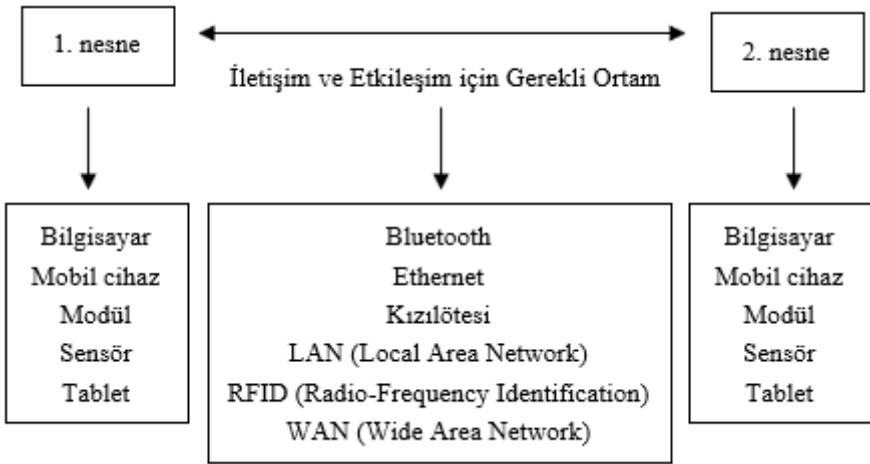 1. nesne
İletişim ve Etkileşim için Gerekli Ortam
2. nesne
Bilgisayar
Mobil cihaz
Modül
Sensör
Tablet
Bluetooth
Ethernet
Kızılötesi
LAN (Local Area Network)
RFID (Radio-Frequency Identification)
WAN (Wide Area Network)
Bilgisayar
Mobil cihaz
Modül
Sensör
Tablet